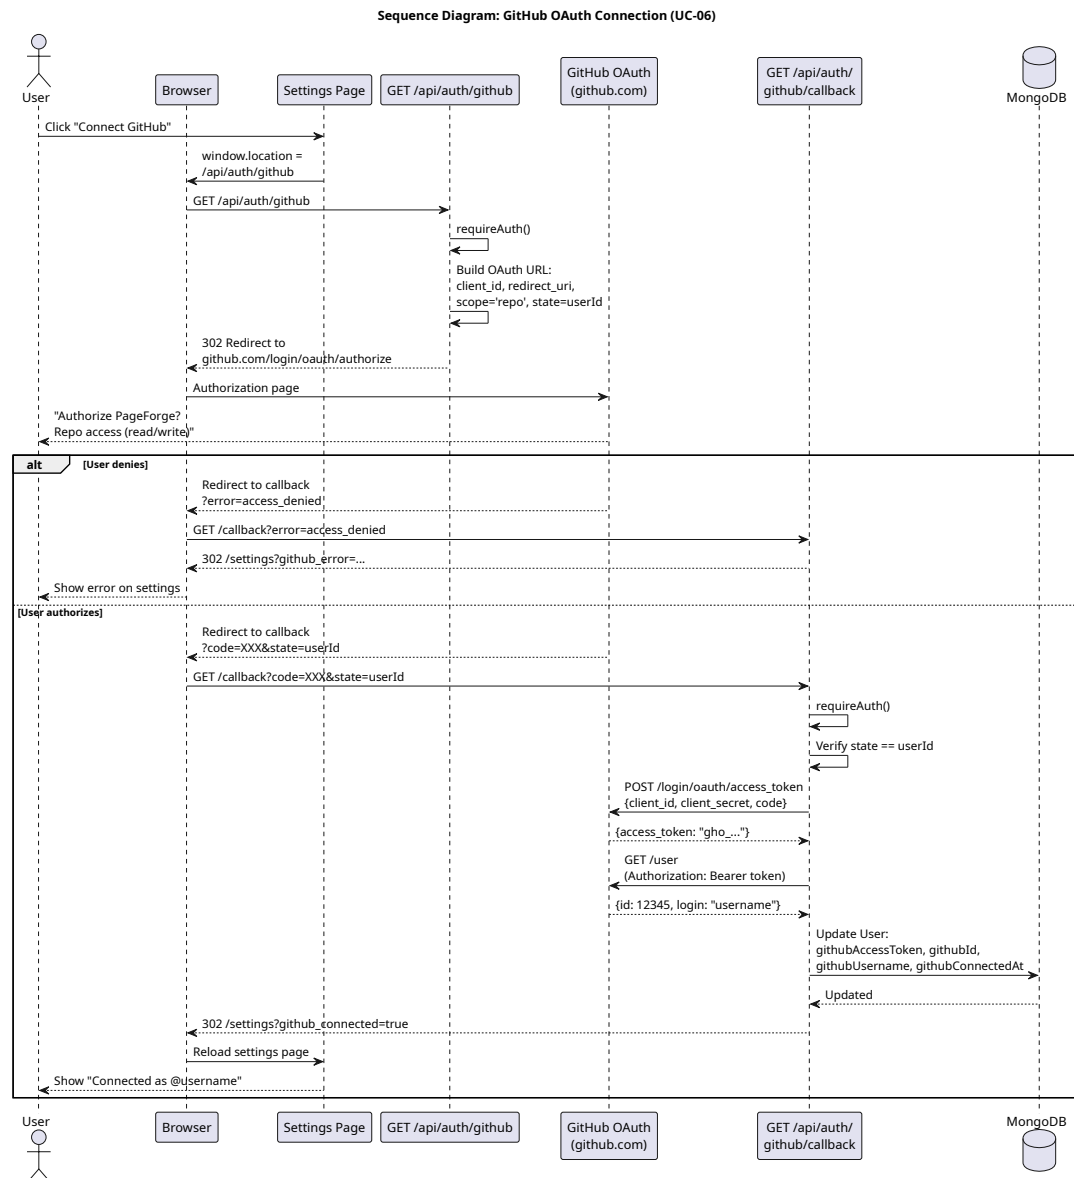 Sequence Diagram: GitHub OAuth Connection (UC-06)
User
Browser
Settings Page
GET /api/auth/github
GitHub OAuth
(github.com)
GET /api/auth/
github/callback
MongoDB
Click "Connect GitHub"
window.location =
/api/auth/github
GET /api/auth/github
requireAuth()
Build OAuth URL:
client_id, redirect_uri,
scope='repo', state=userId
302 Redirect to
github.com/login/oauth/authorize
Authorization page
"Authorize PageForge?
Repo access (read/write)"
alt
[User denies]
Redirect to callback
?error=access_denied
GET /callback?error=access_denied
302 /settings?github_error=...
Show error on settings
[User authorizes]
Redirect to callback
?code=XXX&state=userId
GET /callback?code=XXX&state=userId
requireAuth()
Verify state == userId
POST /login/oauth/access_token
{client_id, client_secret, code}
{access_token: "gho_..."}
GET /user
(Authorization: Bearer token)
{id: 12345, login: "username"}
Update User:
githubAccessToken, githubId,
githubUsername, githubConnectedAt
Updated
302 /settings?github_connected=true
Reload settings page
Show "Connected as @username"
User
Browser
Settings Page
GET /api/auth/github
GitHub OAuth
(github.com)
GET /api/auth/
github/callback
MongoDB